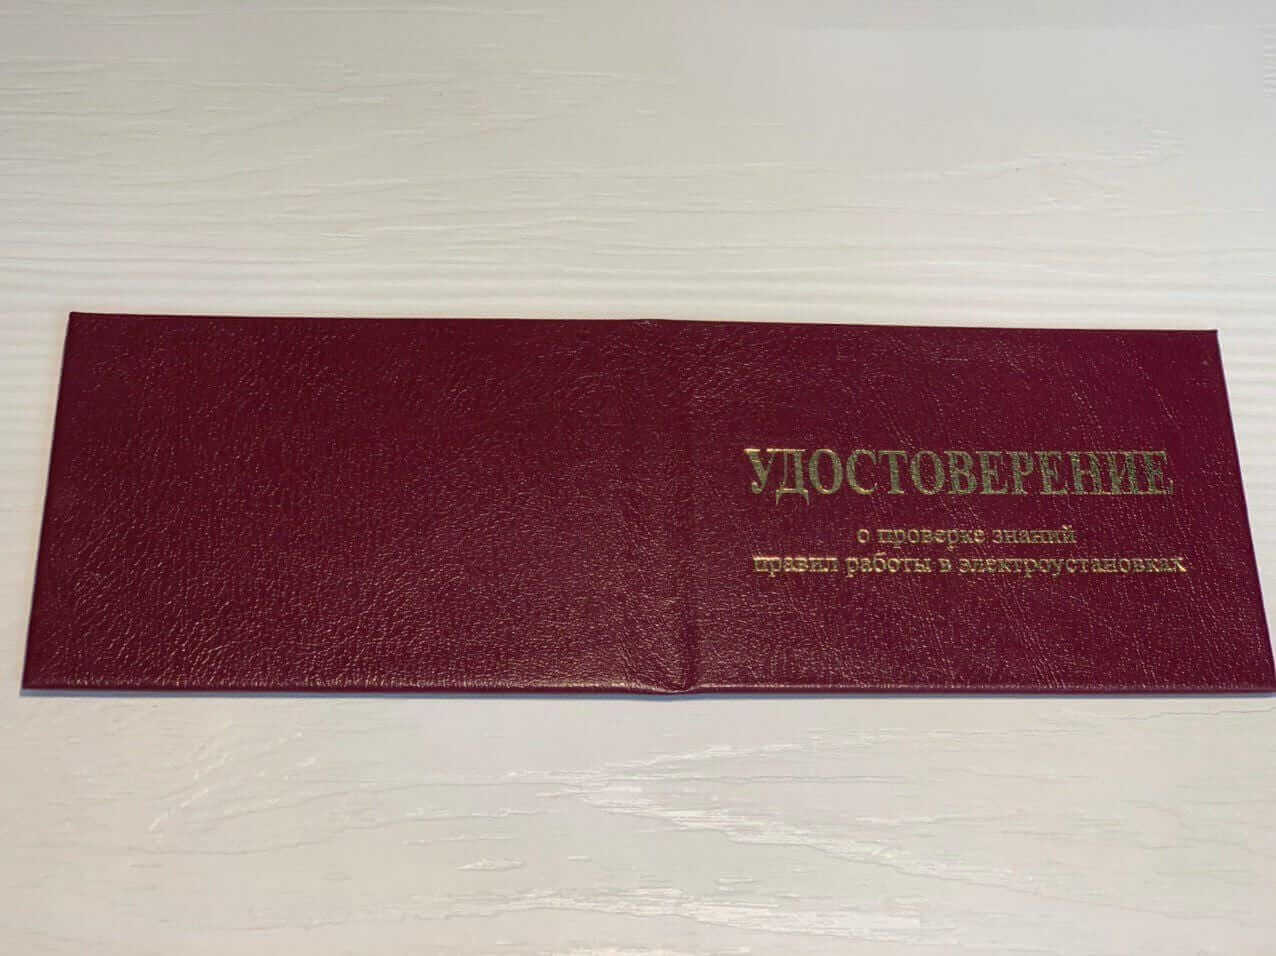 УДОСТОВЕРЕНИЕ
о проверке знаний
правил работы в электроустановках